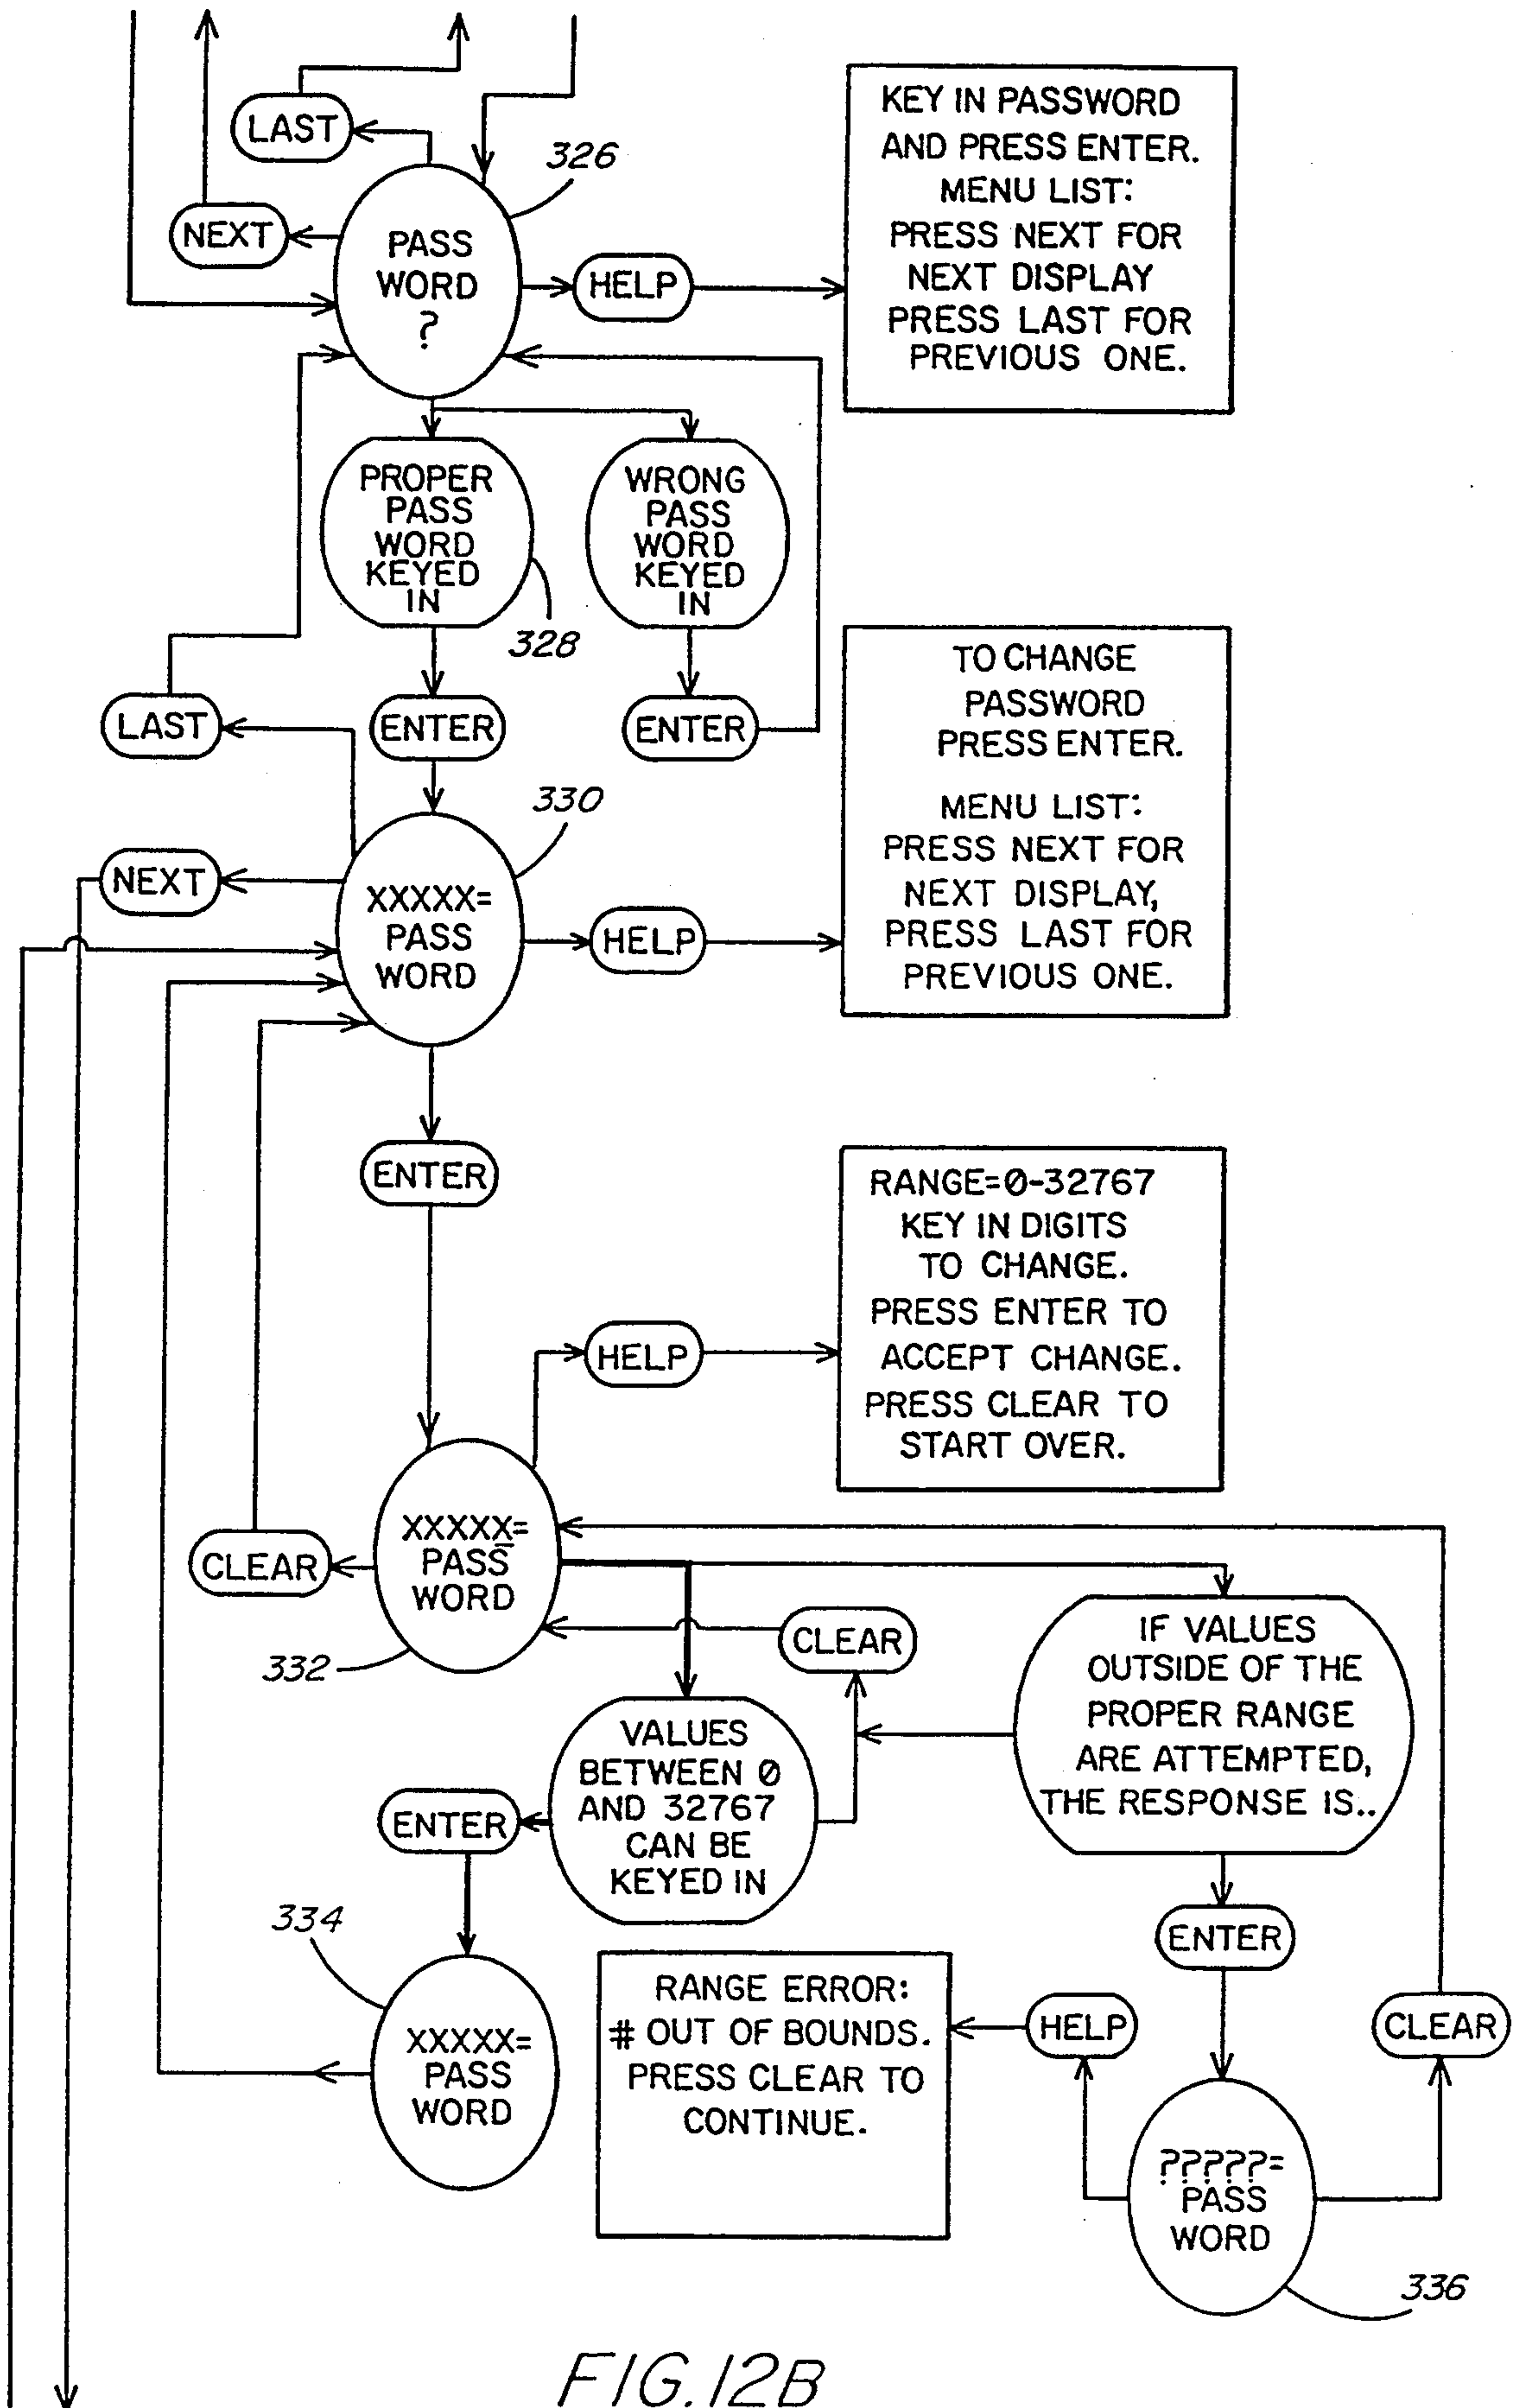 LAST
326
NEXT
PASS
WORD
?
HELP
KEY IN PASSWORD
AND PRESS ENTER.
MENU LIST:
PRESS NEXT FOR
NEXT DISPLAY
PRESS LAST FOR
PREVIOUS ONE.
PROPER
PASS
WORD
KEYED
IN
328
WRONG
PASS
WORD
KEYED
IN
LAST
ENTER
ENTER
TO CHANGE
PASSWORD
PRESS ENTER.
MENU LIST:
PRESS NEXT FOR
NEXT DISPLAY,
PRESS LAST FOR
PREVIOUS ONE.
330
NEXT
XXXXX=
PASS
WORD
HELP
ENTER
RANGE=0-32767
KEY IN DIGITS
TO CHANGE.
PRESS ENTER TO
ACCEPT CHANGE.
PRESS CLEAR TO
START OVER.
HELP
CLEAR
XXXXX=
PASS
WORD
332
CLEAR
IF VALUES
OUTSIDE OF THE
PROPER RANGE
ARE ATTEMPTED,
THE RESPONSE IS..
VALUES
BETWEEN 0
AND 32767
CAN BE
KEYED IN
ENTER
334
XXXXX=
PASS
WORD
RANGE ERROR:
# OUT OF BOUNDS.
PRESS CLEAR TO
CONTINUE.
ENTER
HELP
CLEAR
?????=
PASS
WORD
336
FIG.12B